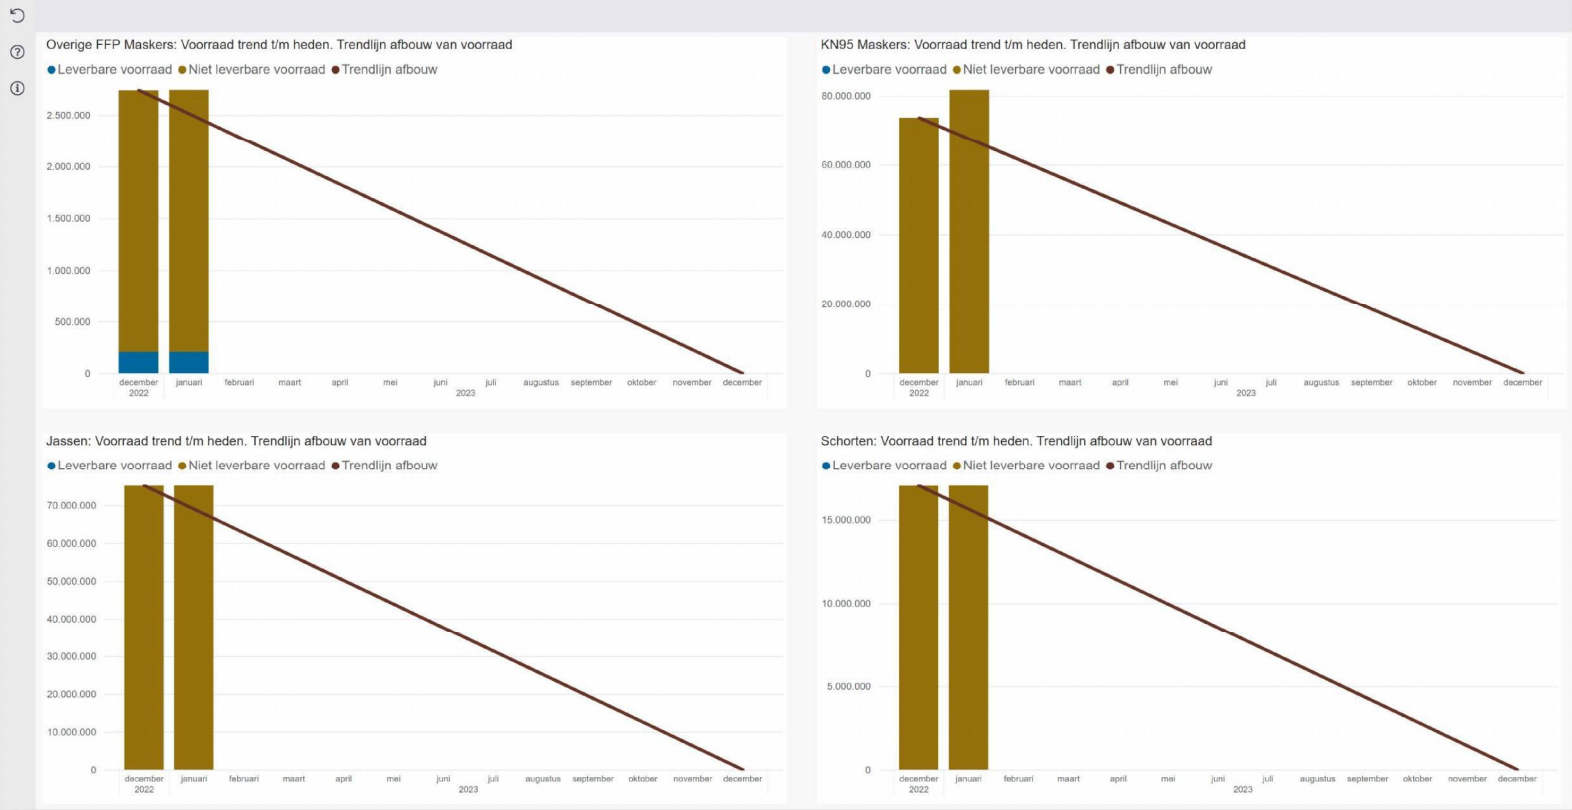 Overige FFP Maskers: Voorraad trend t/m heden. Trendlijn afbouw van voorraad
Leverbare voorraad Niet leverbare voorraad Trendlijn afbouw
2.500.000
2.000.000
1.500.000
1.000.000
500.000
0
december januari februari maart april mei juni juli augustus september oktober november december
2022 2023
KN95 Maskers: Voorraad trend t/m heden. Trendlijn afbouw van voorraad
Leverbare voorraad Niet leverbare voorraad Trendlijn afbouw
80.000.000
60.000.000
40.000.000
20.000.000
0
december januari februari maart april mei juni juli augustus september oktober november december
2022 2023
Jassen: Voorraad trend t/m heden. Trendlijn afbouw van voorraad
Leverbare voorraad Niet leverbare voorraad Trendlijn afbouw
70.000.000
60.000.000
50.000.000
40.000.000
30.000.000
20.000.000
10.000.000
0
december januari februari maart april mei juni juli augustus september oktober november december
2022 2023
Schorten: Voorraad trend t/m heden. Trendlijn afbouw van voorraad
Leverbare voorraad Niet leverbare voorraad Trendlijn afbouw
15.000.000
10.000.000
5.000.000
0
december januari februari maart april mei juni juli augustus september oktober november december
2022 2023